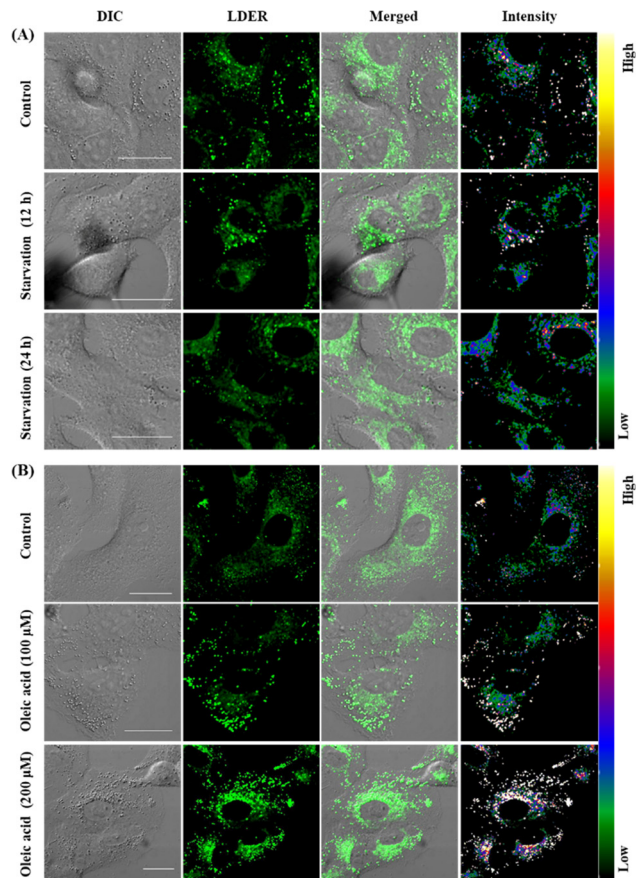 DIC LDER Merged Intensity
(A)
Control
High
Starvation (12 h)
Starvation (24 h)
Low
(B)
Control
High
Oleic acid (100 μM)
Oleic acid (200 μM)
Low